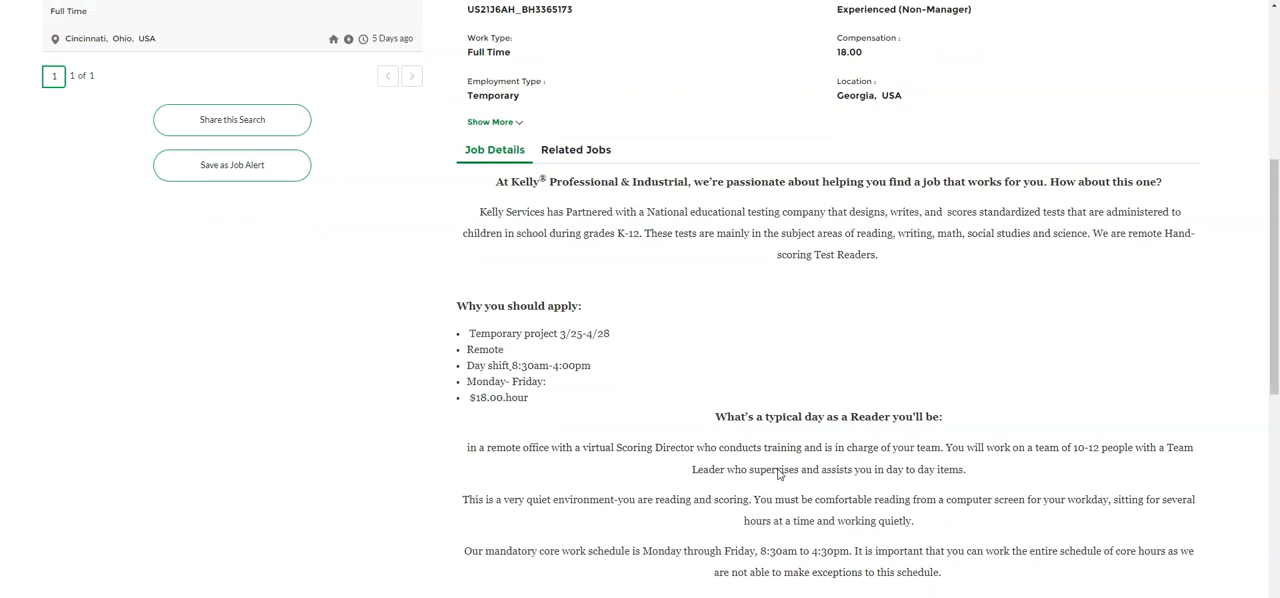 Full Time
Cincinnati, Ohio, USA
5 Days ago
1 1 of 1
Share this Search
Save as Job Alert
US21J6AH_BH3365173
Experienced (Non-Manager)
Work Type:
Full Time
Compensation :
18.00
Employment Type :
Temporary
Location :
Georgia, USA
Show More
Job Details Related Jobs
At Kelly® Professional & Industrial, we're passionate about helping you find a job that works for you. How about this one?
Kelly Services has Partnered with a National educational testing company that designs, writes, and scores standardized tests that are administered to
children in school during grades K-12. These tests are mainly in the subject areas of reading, writing, math, social studies and science. We are remote Hand-
scoring Test Readers.
Why you should apply:
• Temporary project 3/25-4/28
• Remote
• Day shift 8:30am-4:00pm
• Monday- Friday:
• $18.00.hour
What's a typical day as a Reader you'll be:
in a remote office with a virtual Scoring Director who conducts training and is in charge of your team. You will work on a team of 10-12 people with a Team
Leader who supervises and assists you in day to day items.
This is a very quiet environment-you are reading and scoring. You must be comfortable reading from a computer screen for your workday, sitting for several
hours at a time and working quietly.
Our mandatory core work schedule is Monday through Friday, 8:30am to 4:30pm. It is important that you can work the entire schedule of core hours as we
are not able to make exceptions to this schedule.